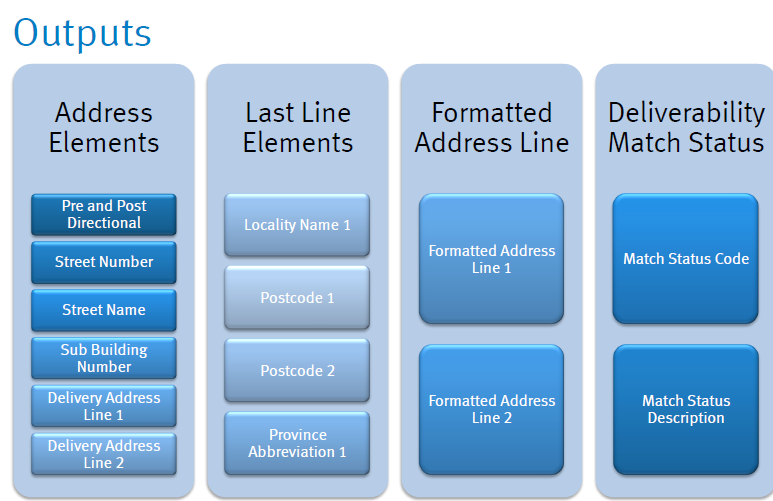 Outputs
Address
Elements
Pre and Post
Directional
Street Number
Street Name
Sub Building
Number
Delivery Address
Line 1
Delivery Address
Line 2
Last Line
Elements
Locality Name 1
Postcode 1
Postcode 2
Province
Abbreviation 1
Formatted
Address Line
Formatted Address
Line 1
Formatted Address
Line 2
Deliverability
Match Status
Match Status Code
Match Status
Description